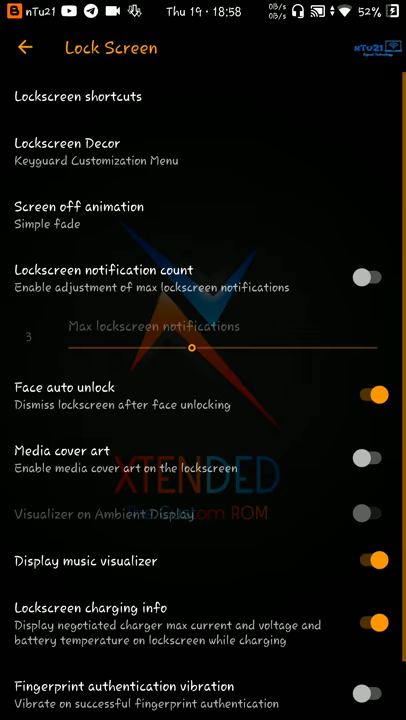 nTu21 Thu 19 • 18:58 0B/s 0B/s 52%
Lock Screen
nTU21
Lockscreen shortcuts
Lockscreen Decor
Keyguard Customization Menu
Screen off animation
Simple fade
Lockscreen notification count
Enable adjustment of max lockscreen notifications
Max lockscreen notifications
3
Face auto unlock
Dismiss lockscreen after face unlocking
Media cover art
Enable media cover art on the lockscreen
XTENDED
Visualizer on Ambient Display
The Custom ROM
Display music visualizer
Lockscreen charging info
Display negotiated charger max current and voltage and
battery temperature on lockscreen while charging
Fingerprint authentication vibration
Vibrate on successful fingerprint authentication